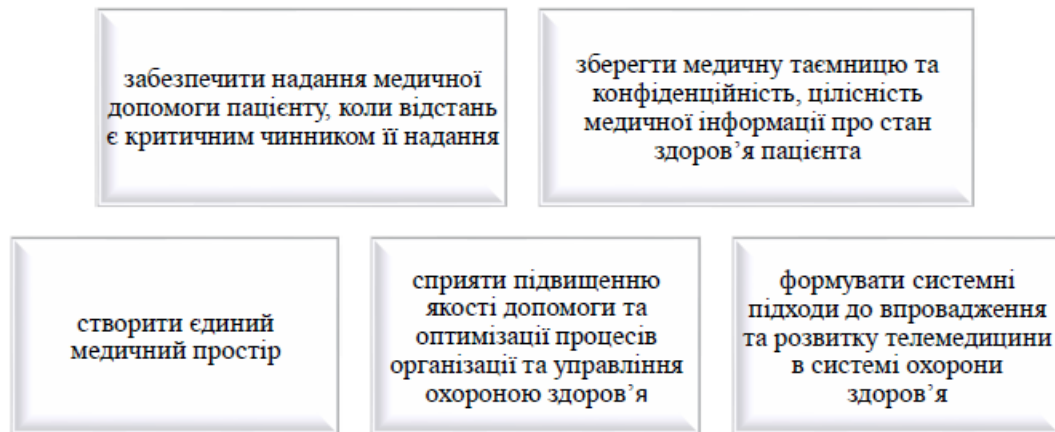 забезпечити надання медичної
допомоги пацієнту, коли відстань
є критичним чинником її надання
зберегти медичну таємницю та
конфіденційність, цілісність
медичної інформації про стан
здоров’я пацієнта
створити єдиний
медичний простір
сприяти підвищенню
якості допомоги та
оптимізації процесів
організації та управління
охороною здоров’я
формувати системні
підходи до впровадження
та розвитку телемедицини
в системі охорони
здоров’я